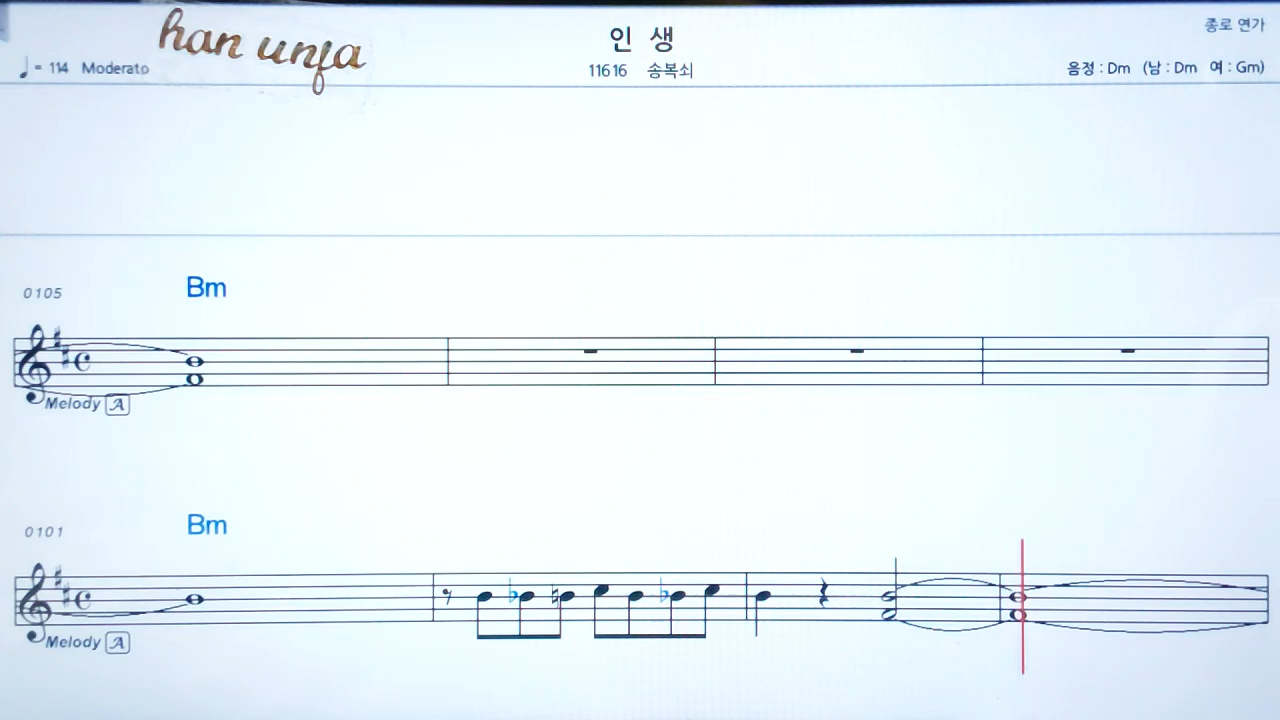 han unja
인 생
종로 연가
♩= 114 Moderato
11616 송복쇠
음정 : Dm (남 : Dm 여 : Gm)
0105
Bm
Melody A
0101
Bm
Melody A